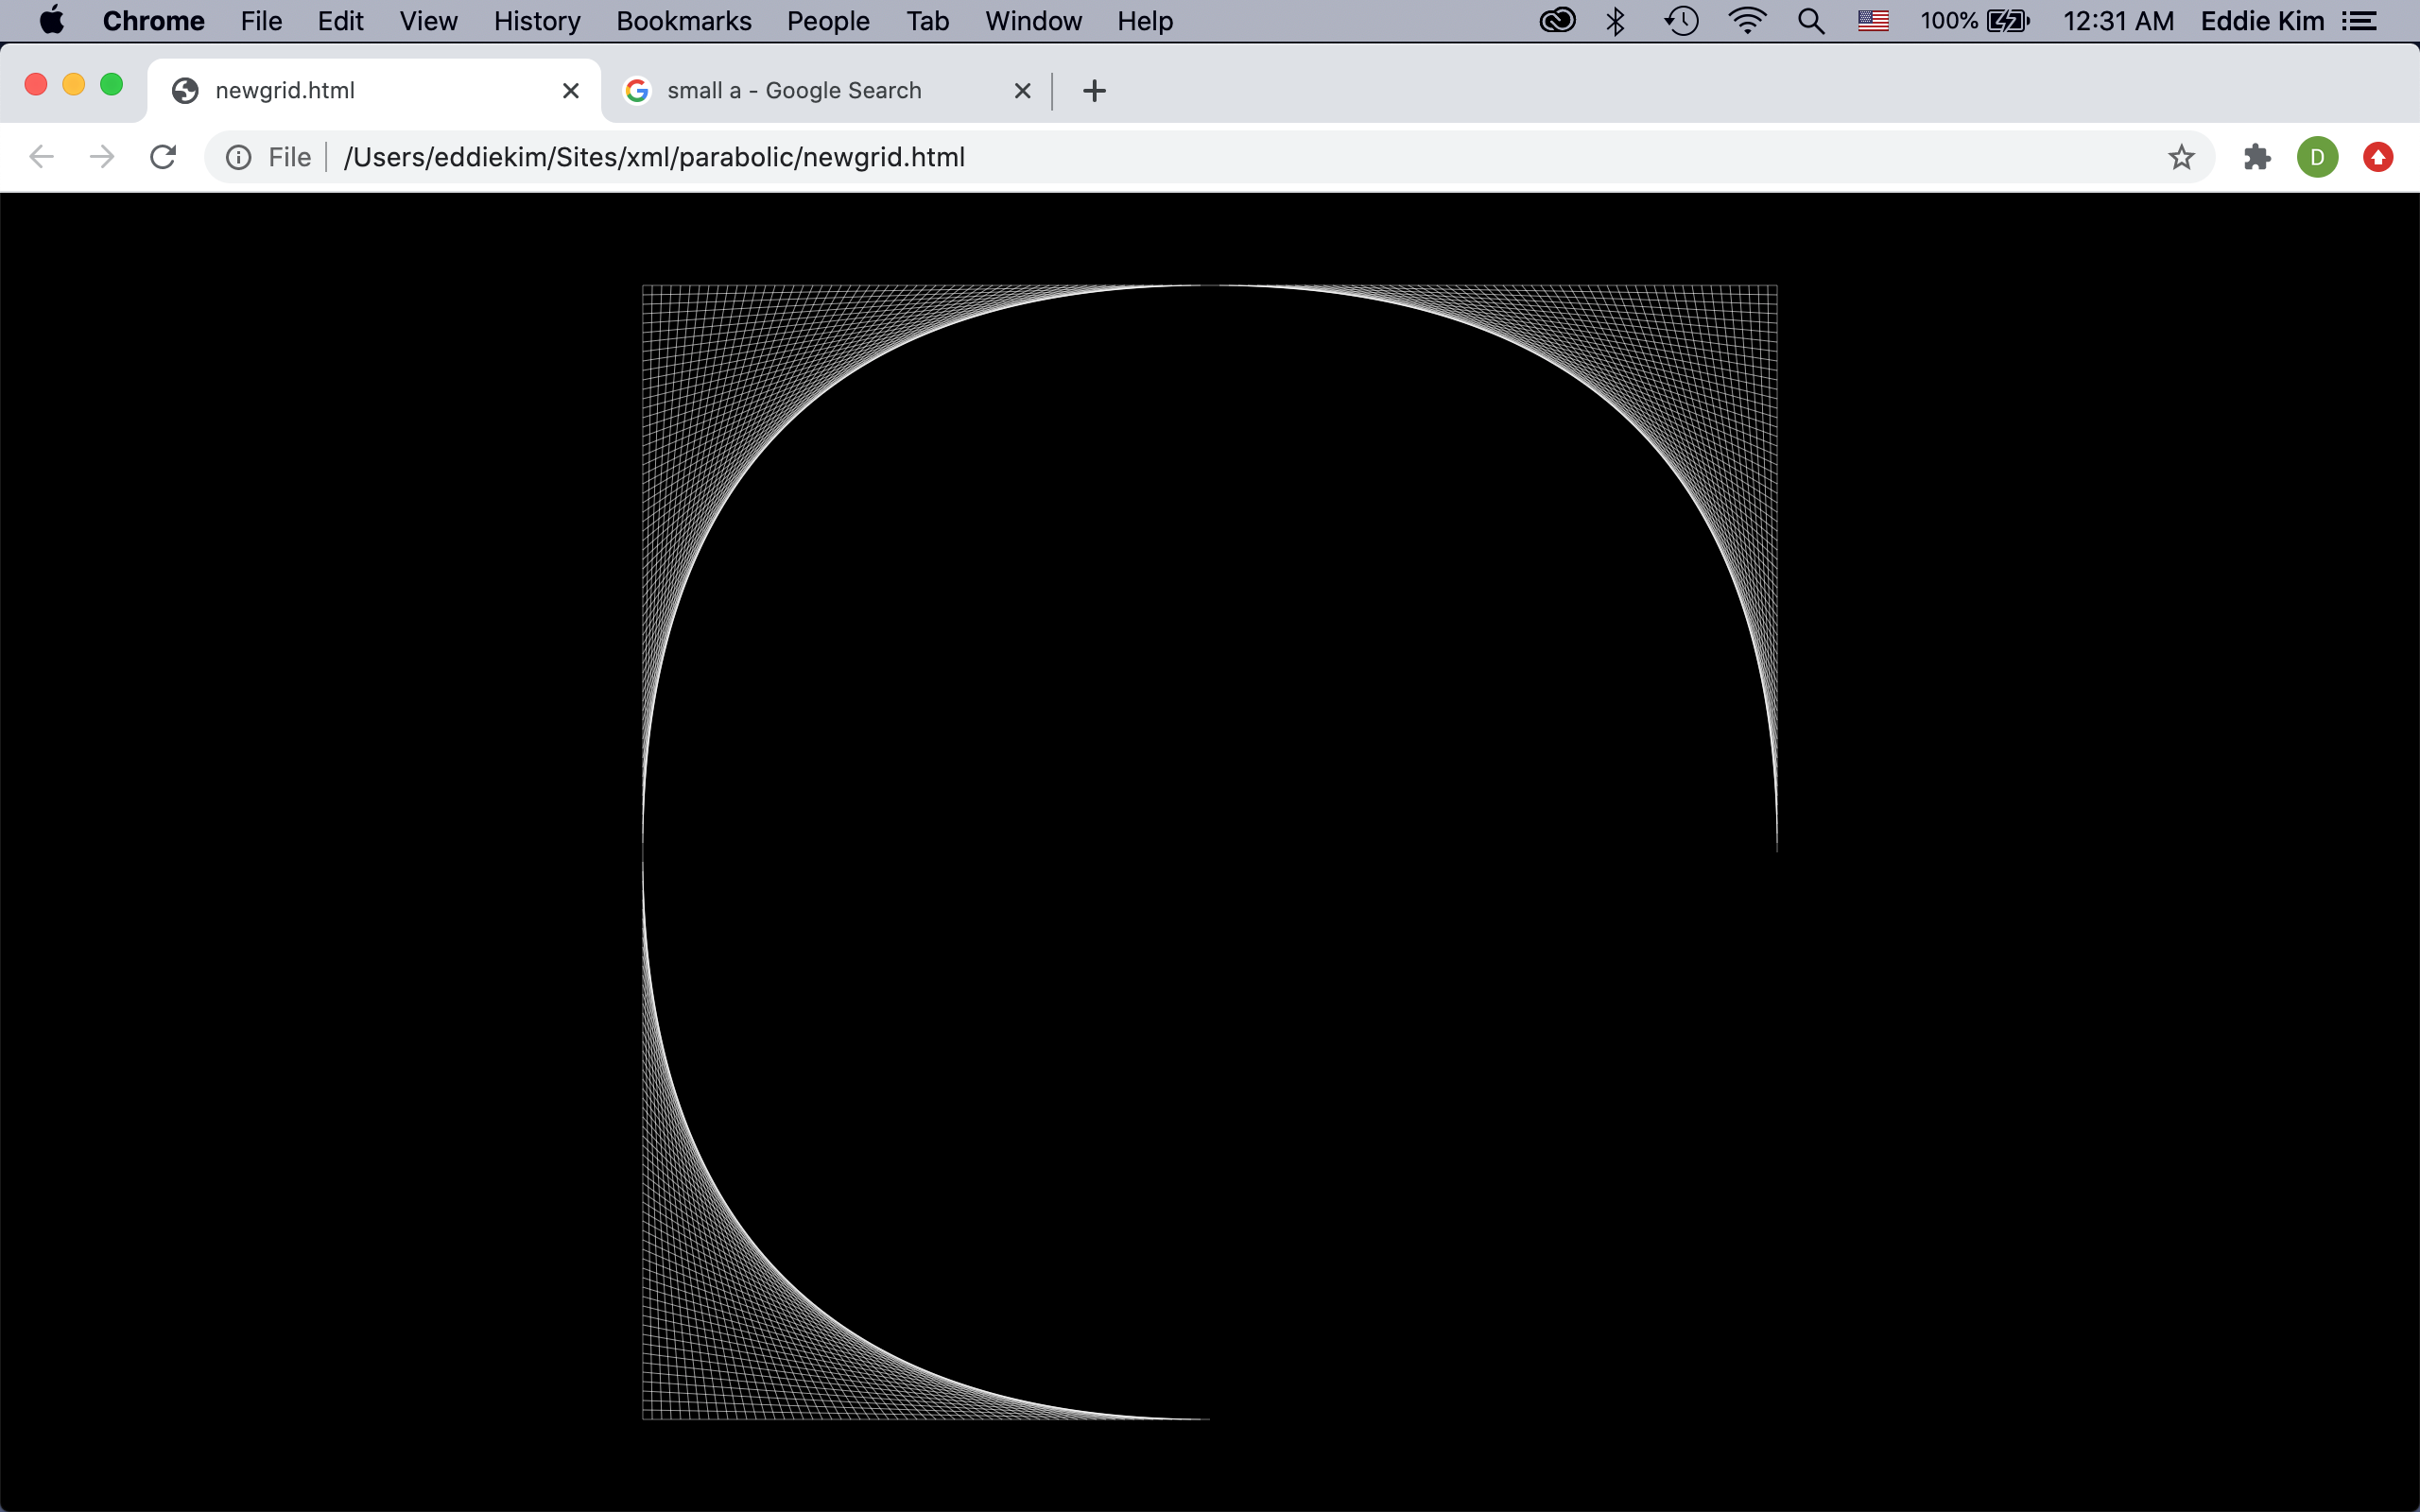 Chrome File Edit View History Bookmarks People Tab Window Help 100% 12:31 AM Eddie Kim
newgrid.html small a - Google Search
File /Users/eddiekim/Sites/xml/parabolic/newgrid.html D